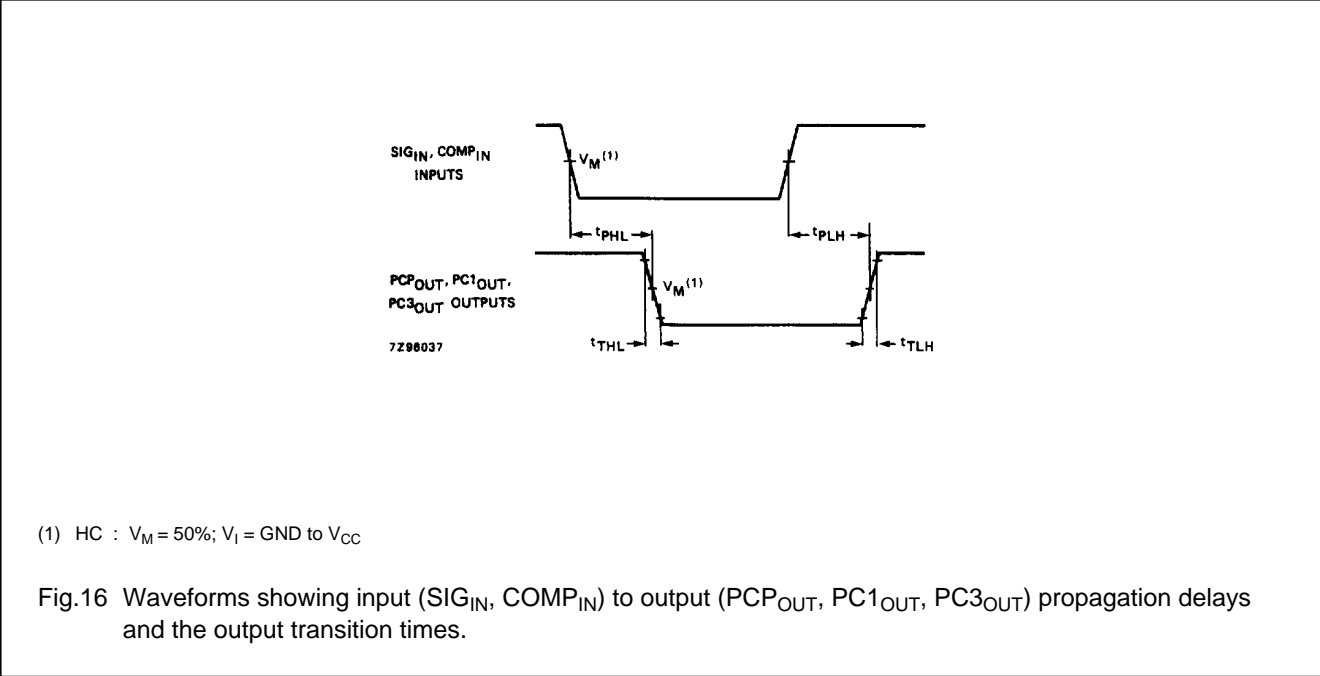 SIGIN, COMPIN
INPUTS
VM(1)
tPHL
tPLH
PCPOUT, PC1OUT,
PC3OUT OUTPUTS
VM(1)
7Z96037
tTHL
tTLH
(1) HC : VM = 50%; VI = GND to VCC
Fig.16 Waveforms showing input (SIGIN, COMPIN) to output (PCPOUT, PC1OUT, PC3OUT) propagation delays
and the output transition times.